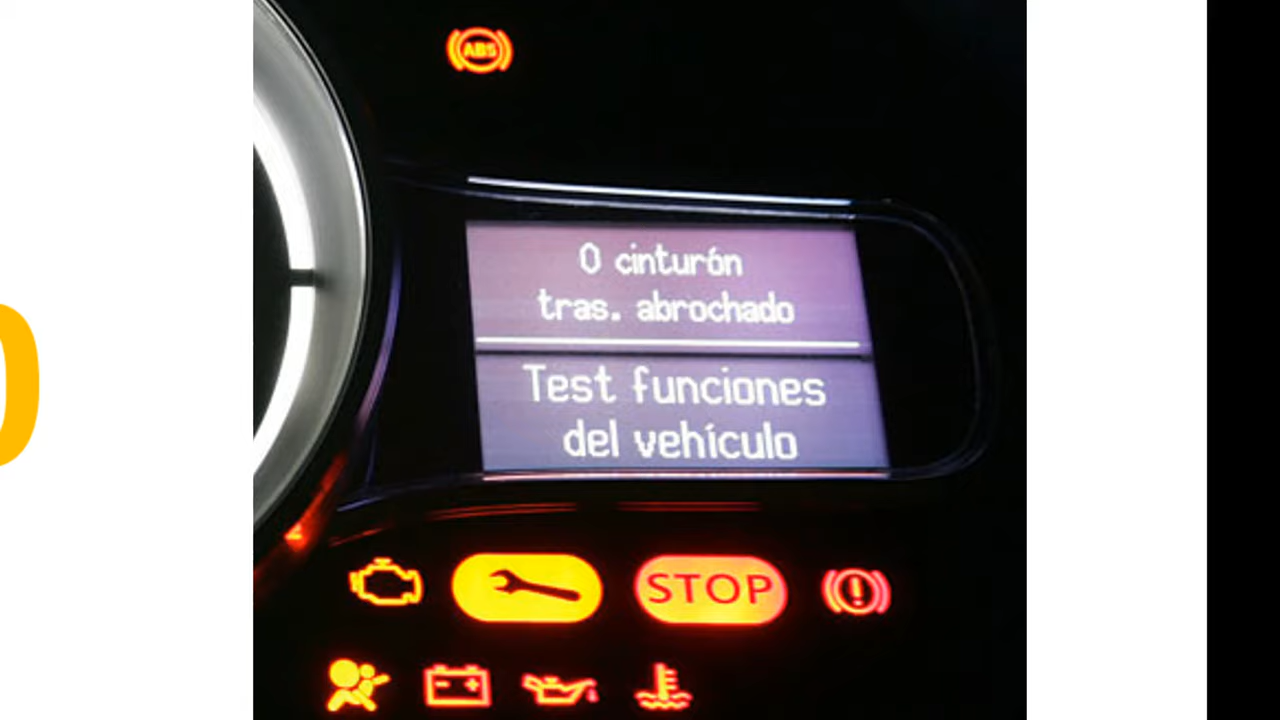 ABS
0 cinturón
tras. abrochado
Test funciones
del vehículo
STOP